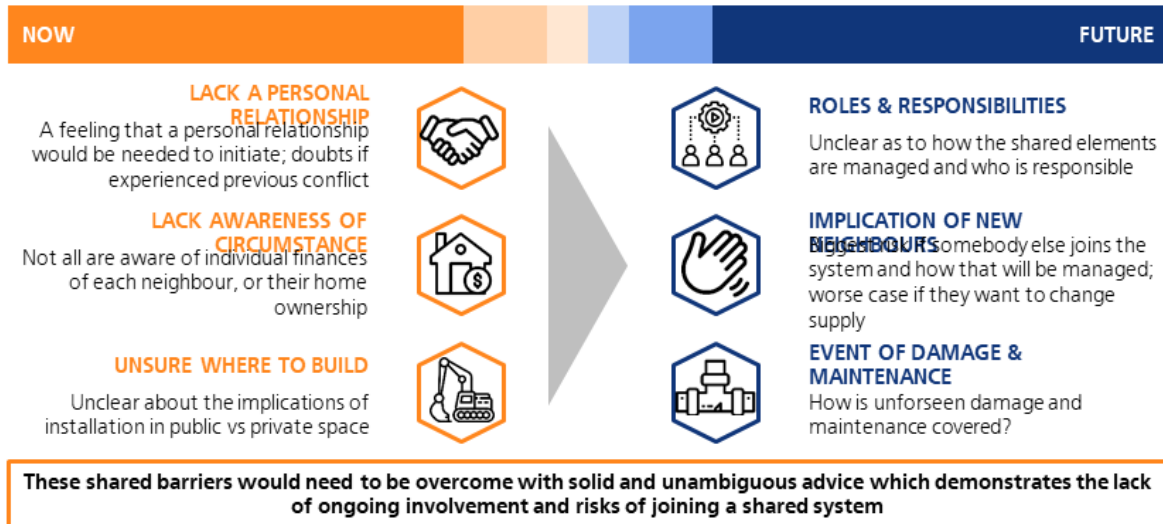 NOW
FUTURE
LACK A PERSONAL
RELATIONSHIP
A feeling that a personal relationship
would be needed to initiate; doubts if
experienced previous conflict
LACK AWARENESS OF
CIRCUMSTANCE
Not all are aware of individual finances
of each neighbour, or their home
ownership
$
UNSURE WHERE TO BUILD
Unclear about the implications of
installation in public vs private space
ROLES & RESPONSIBILITIES
Unclear as to how the shared elements
are managed and who is responsible
IMPLICATION OF NEW
NEIGHBOURS
Biggest risk if somebody else joins the
system and how that will be managed;
worse case if they want to change
supply
EVENT OF DAMAGE &
MAINTENANCE
How is unforseen damage and
maintenance covered?
These shared barriers would need to be overcome with solid and unambiguous advice which demonstrates the lack
of ongoing involvement and risks of joining a shared system